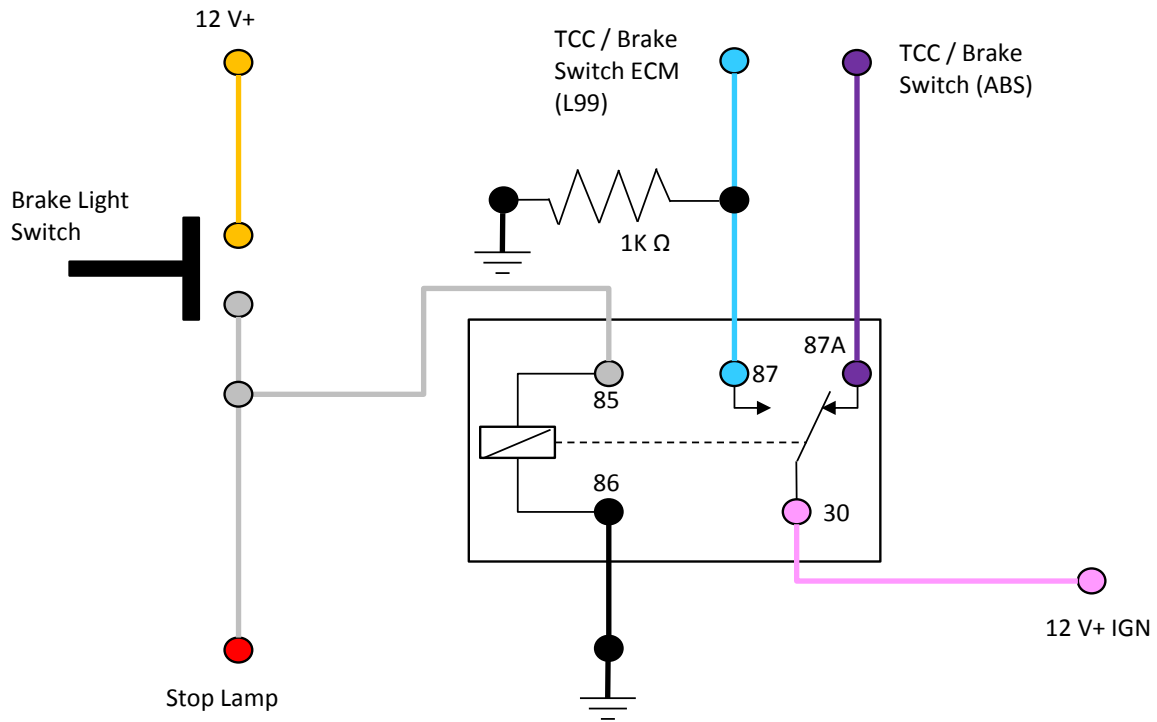 12 V+
TCC / Brake
Switch ECM
(L99)
TCC / Brake
Switch (ABS)
Brake Light
Switch
1K Ω
87A
87
85
86
30
12 V+ IGN
Stop Lamp